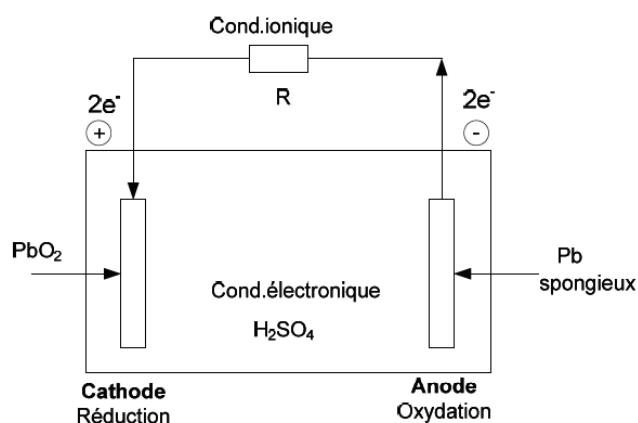 Cond.ionique
R
2e⁻
2e⁻
+
-
PbO₂
Pb
spongieux
Cond.électronique
H₂SO₄
Cathode
Réduction
Anode
Oxydation